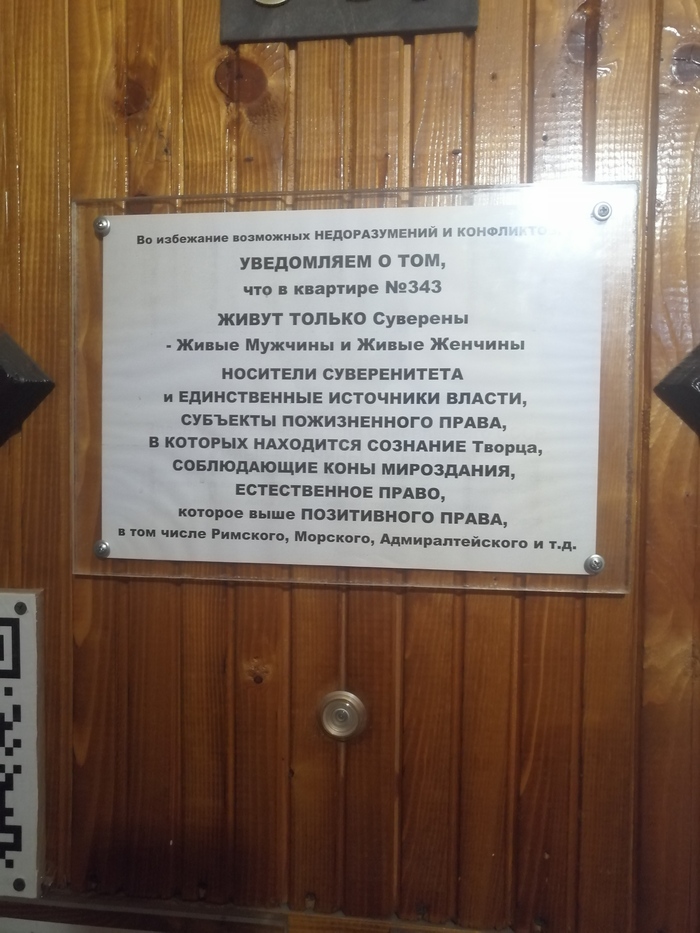 Во избежание возможных НЕДОРАЗУМЕНИЙ И КОНФЛИКТО
УВЕДОМЛЯЕМ О ТОМ,
что в квартире №343
ЖИВУТ ТОЛЬКО Суверены
- Живые Мужчины и Живые Женчины
НОСИТЕЛИ СУВЕРЕНИТЕТА
и ЕДИНСТВЕННЫЕ ИСТОЧНИКИ ВЛАСТИ,
СУБЪЕКТЫ ПОЖИЗНЕННОГО ПРАВА,
В КОТОРЫХ НАХОДИТСЯ СОЗНАНИЕ Творца,
СОБЛЮДАЮЩИЕ КОНЫ МИРОЗДАНИЯ,
ЕСТЕСТВЕННОЕ ПРАВО,
которое выше ПОЗИТИВНОГО ПРАВА,
в том числе Римского, Морского, Адмиралтейского и т.д.